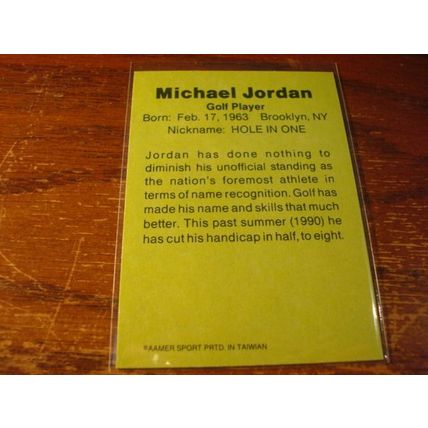 Michael Jordan
Golf Player
Born: Feb. 17, 1963 Brooklyn, NY
Nickname: HOLE IN ONE
Jordan has done nothing to
diminish his unofficial standing as
the nation's foremost athlete in
terms of name recognition. Golf has
made his name and skills that much
better. This past summer (1990) he
has cut his handicap in half, to eight.
AAMER SPORT PRTD. IN TAIWIAN